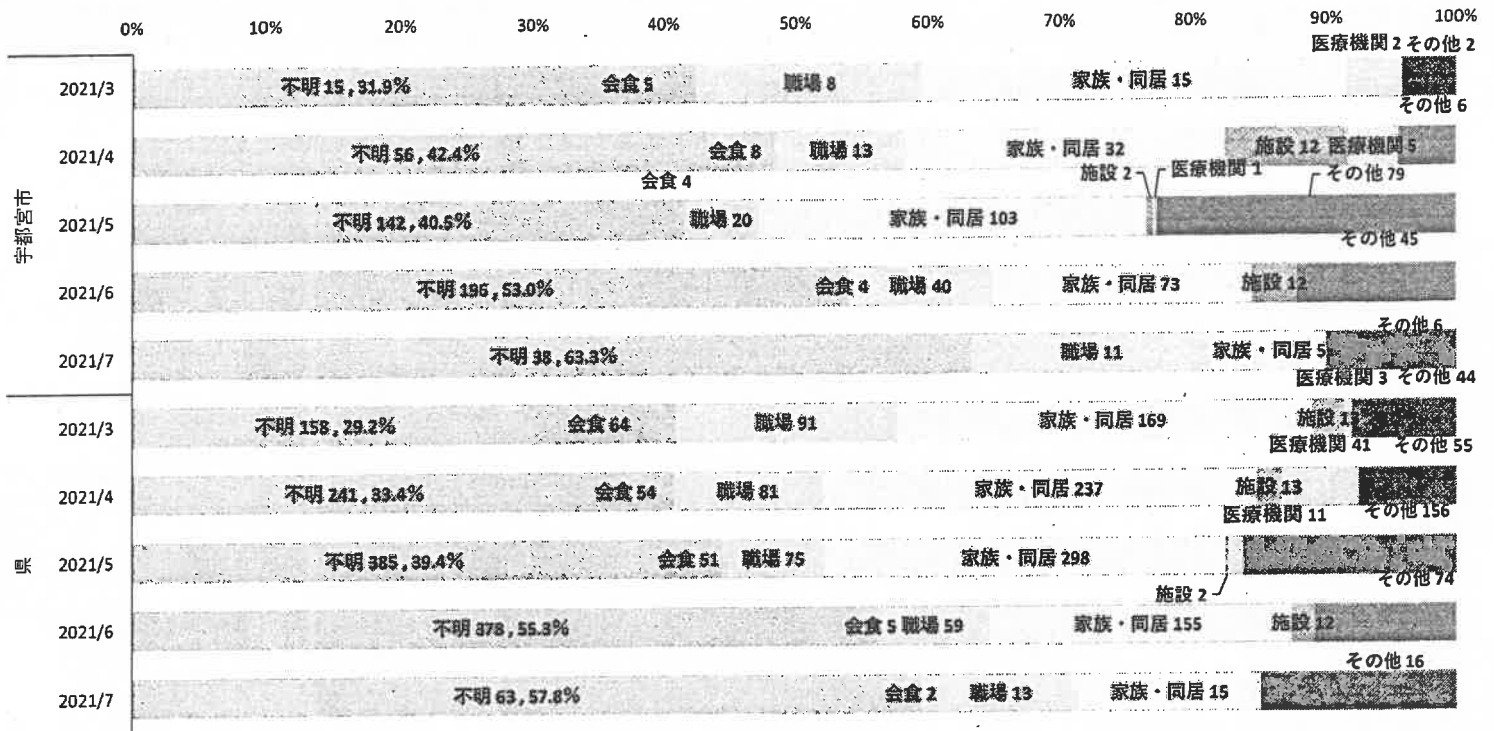 0% 10% 20% 30% 40% 50% 60% 70% 80% 90% 100%
医療機関 2 その他 2
2021/3 不明 15 , 31.9% 会食 5 職場 8 家族・同居 15
その他 6
2021/4 不明 56 , 42.4% 会食 8 職場 13 家族・同居 32 施設 12 医療機関 5
会食 4 施設 2 医療機関 1 その他 79
宇都宮市
2021/5 不明 142 , 40.5% 職場 20 家族・同居 103
その他 45
2021/6 不明 196 , 53.0% 会食 4 職場 40 家族・同居 73 施設 12
その他 6
2021/7 不明 38 , 63.3% 職場 11 家族・同居 5
医療機関 3 その他 44
2021/3 不明 158 , 29.2% 会食 64 職場 91 家族・同居 169 施設
医療機関 41 その他 55
2021/4 不明 241 , 33.4% 会食 54 職場 81 家族・同居 237 施設 13
医療機関 11 その他 156
県
2021/5 不明 385 , 39.4% 会食 51 職場 75 家族・同居 298
施設 2 その他 74
2021/6 不明 378 , 55.3% 会食 5 職場 59 家族・同居 155 施設 12
その他 16
2021/7 不明 63 , 57.8% 会食 2 職場 13 家族・同居 15